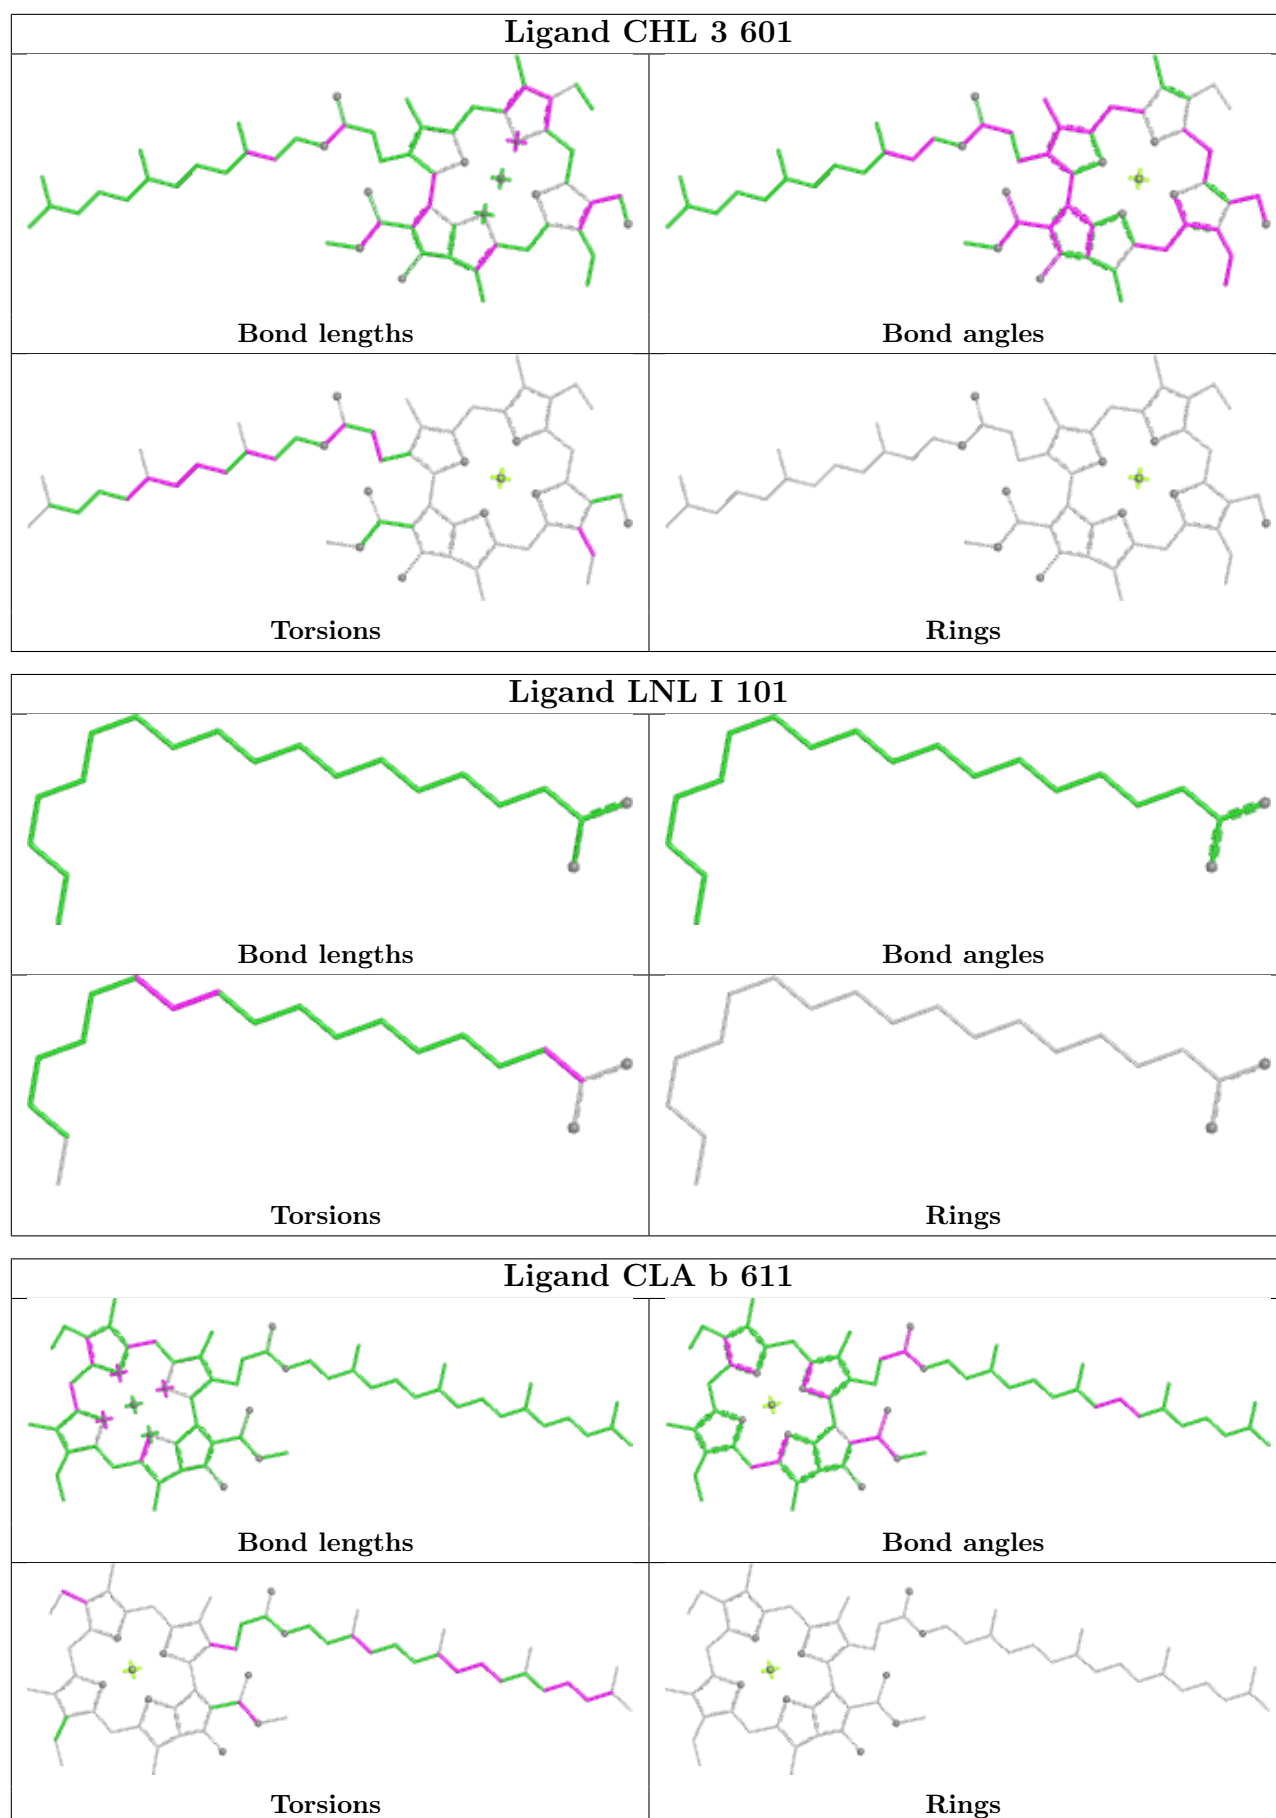 Ligand CHL 3 601
Bond lengths
Bond angles
Torsions
Rings
Ligand LNL I 101
Bond lengths
Bond angles
Torsions
Rings
Ligand CLA b 611
Bond lengths
Bond angles
Torsions
Rings